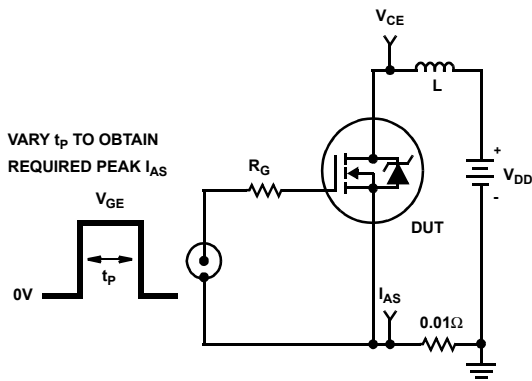 V_CE
L
VARY t_P TO OBTAIN
REQUIRED PEAK I_AS
R_G
V_GE
t_P
0V
DUT
+
V_DD
-
I_AS
0.01Ω